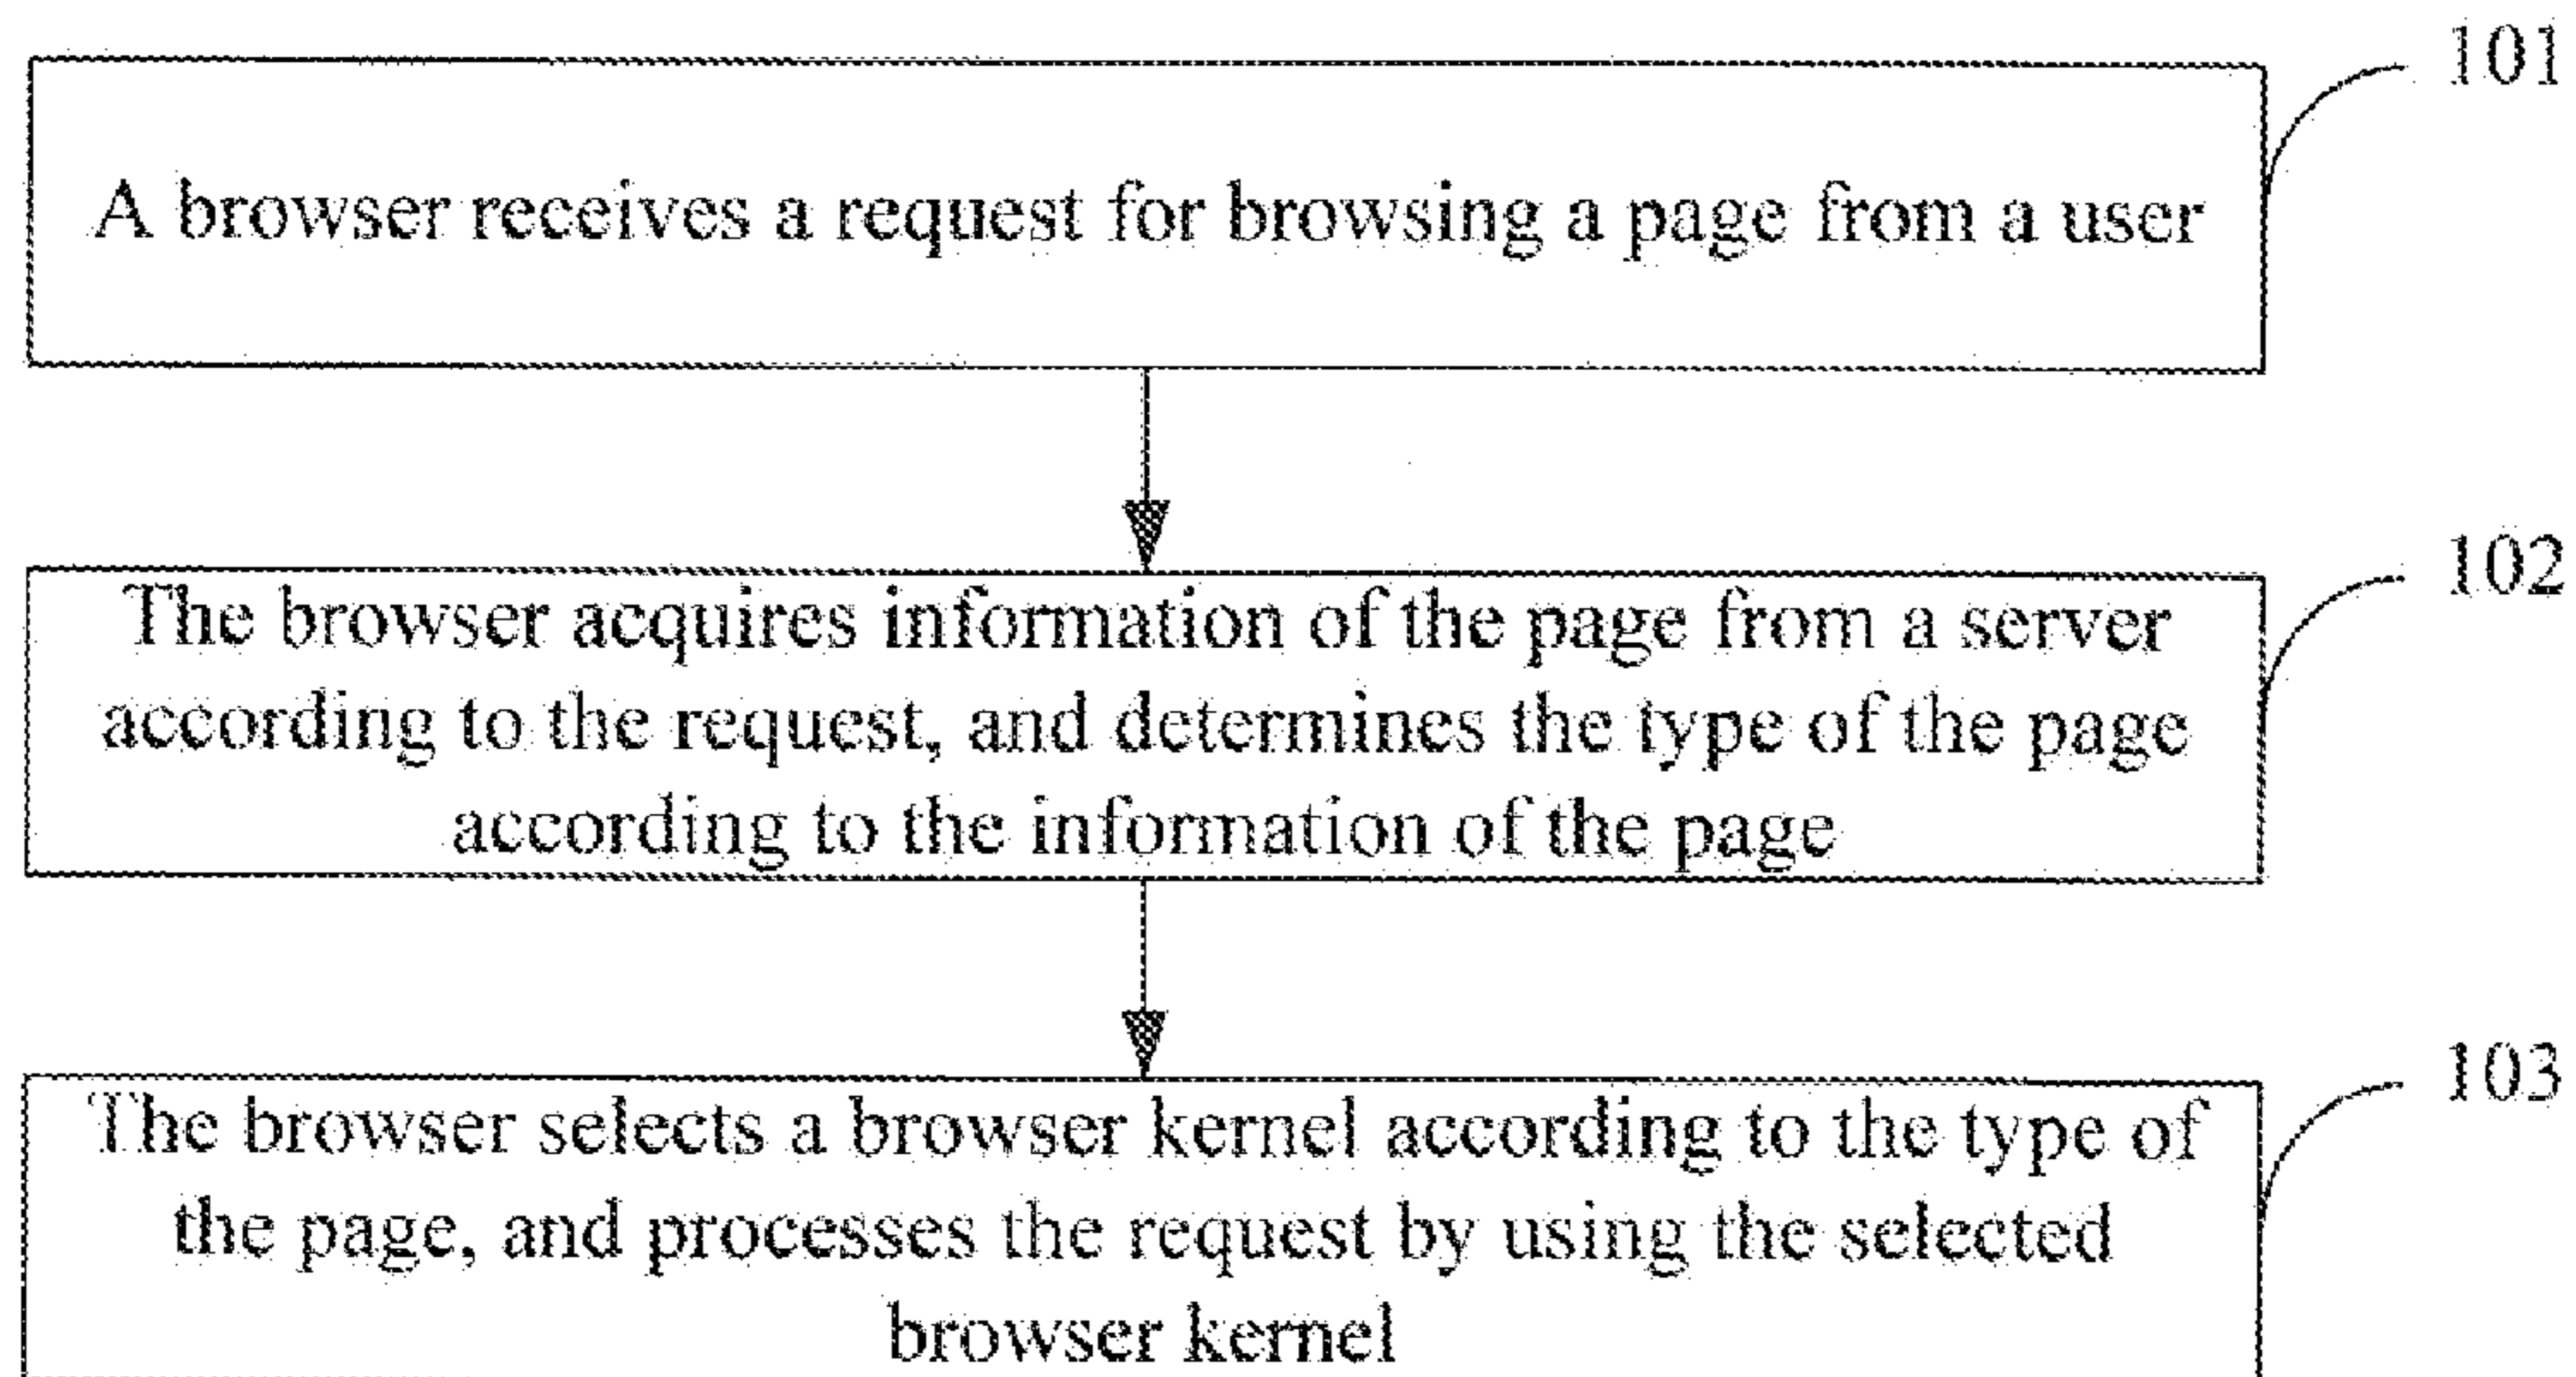 101
A browser receives a request for browsing a page from a user
102
The browser acquires information of the page from a server
according to the request, and determines the type of the page
according to the information of the page
103
The browser selects a browser kernel according to the type of
the page, and processes the request by using the selected
browser kernel